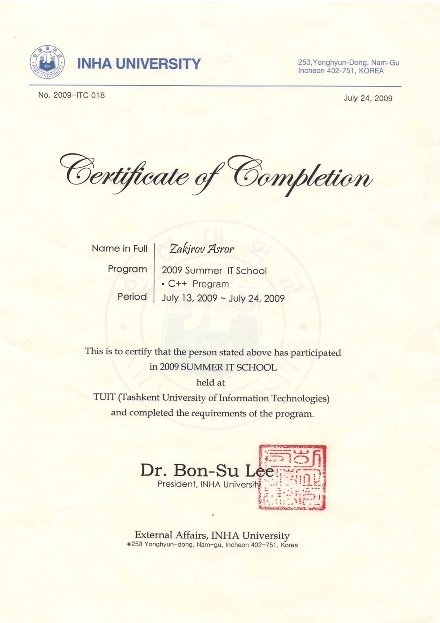 INHA UNIVERSITY
253,Yonghyun-Dong, Nam-Gu
Incheon 402-751, KOREA
No. 2009-ITC 018
July 24, 2009
Certificate of Completion
Name in Full Zakirov Asror
Program 2009 Summer IT School
• C++ Program
Period July 13, 2009 ~ July 24, 2009
This is to certify that the person stated above has participated
in 2009 SUMMER IT SCHOOL
held at
TUIT (Tashkent University of Information Technologies)
and completed the requirements of the program.
Dr. Bon-Su Lee
President, INHA University
External Affairs, INHA University
#253 Yonghyun-dong, Nam-gu, Incheon 402-751, Korea